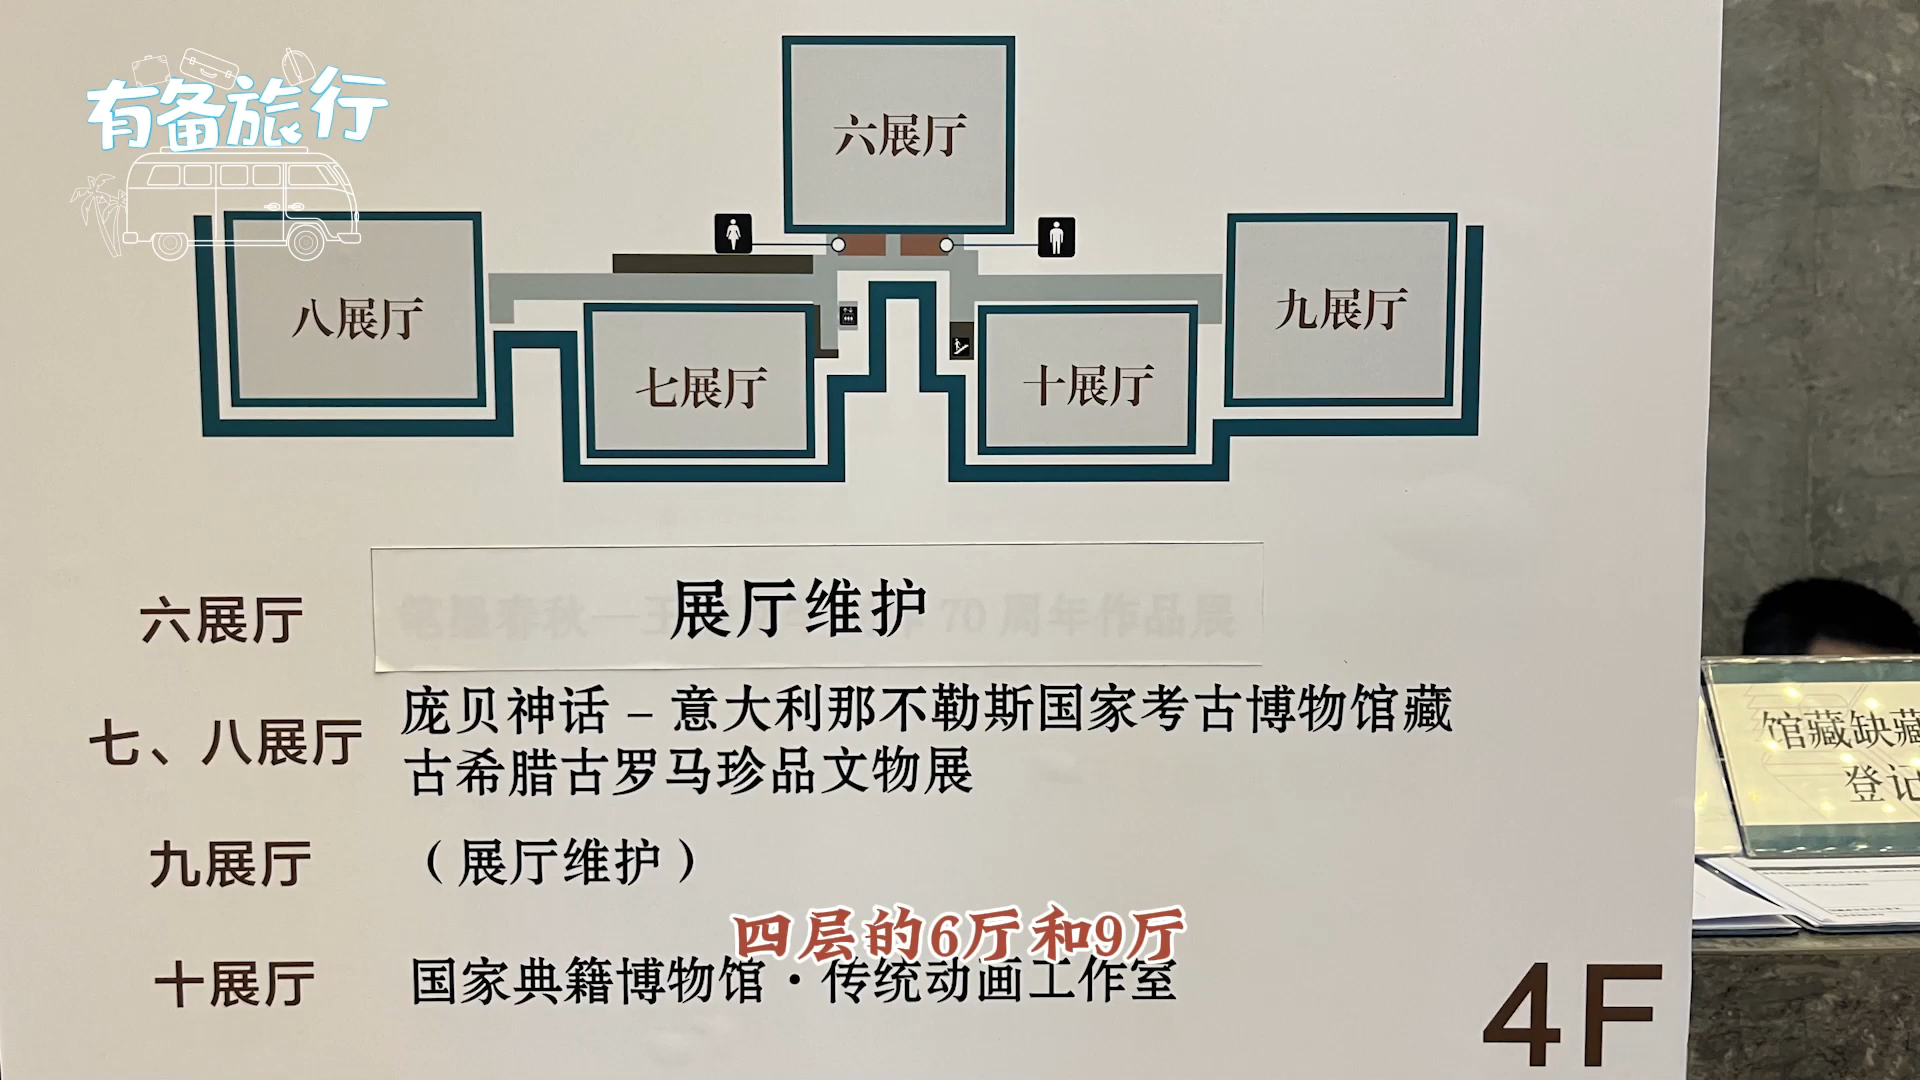 有备旅行
六展厅
八展厅
七展厅
十展厅
九展厅
六展厅
展厅维护
七、八展厅
庞贝神话－意大利那不勒斯国家考古博物馆藏
古希腊古罗马珍品文物展
九展厅
（展厅维护）
四层的6厅和9厅
十展厅
国家典籍博物馆·传统动画工作室
4F
馆藏缺藏
登记